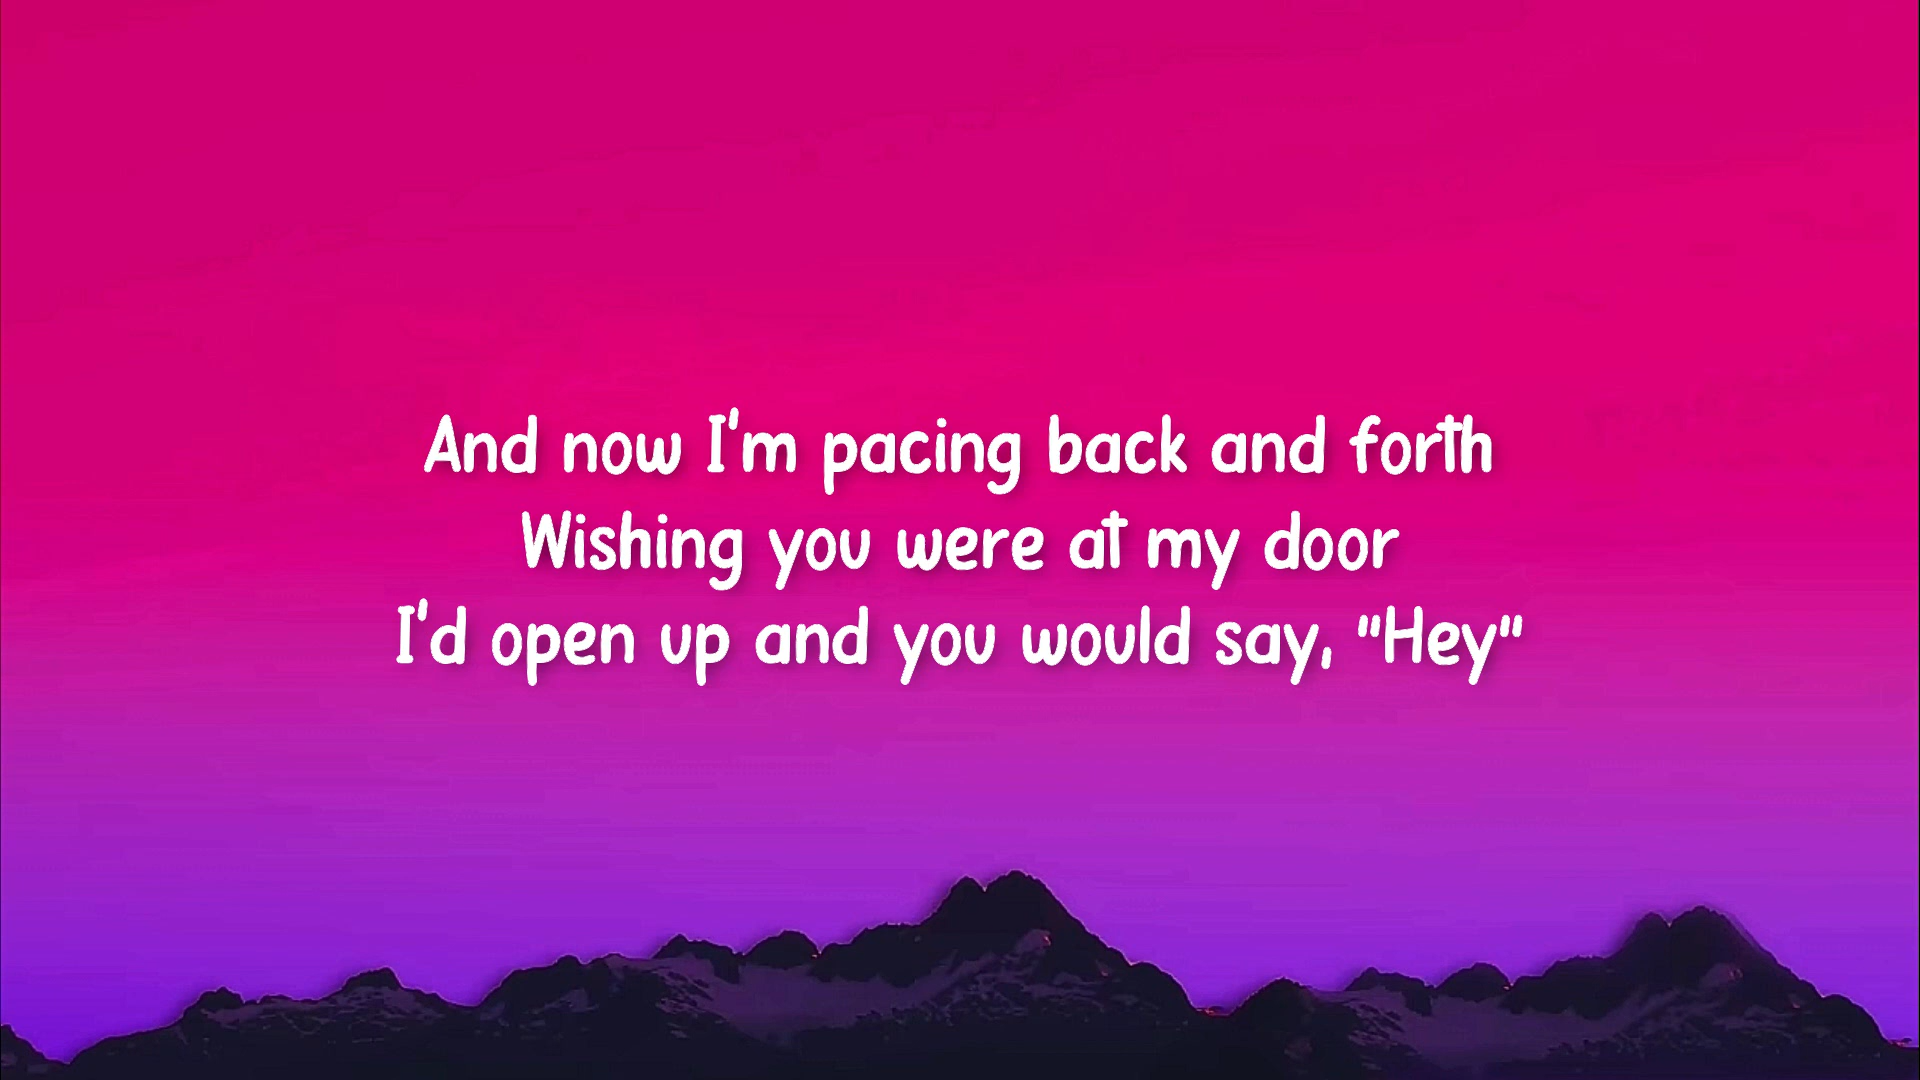 And now I'm pacing back and forth
Wishing you were at my door
I'd open up and you would say, "Hey"